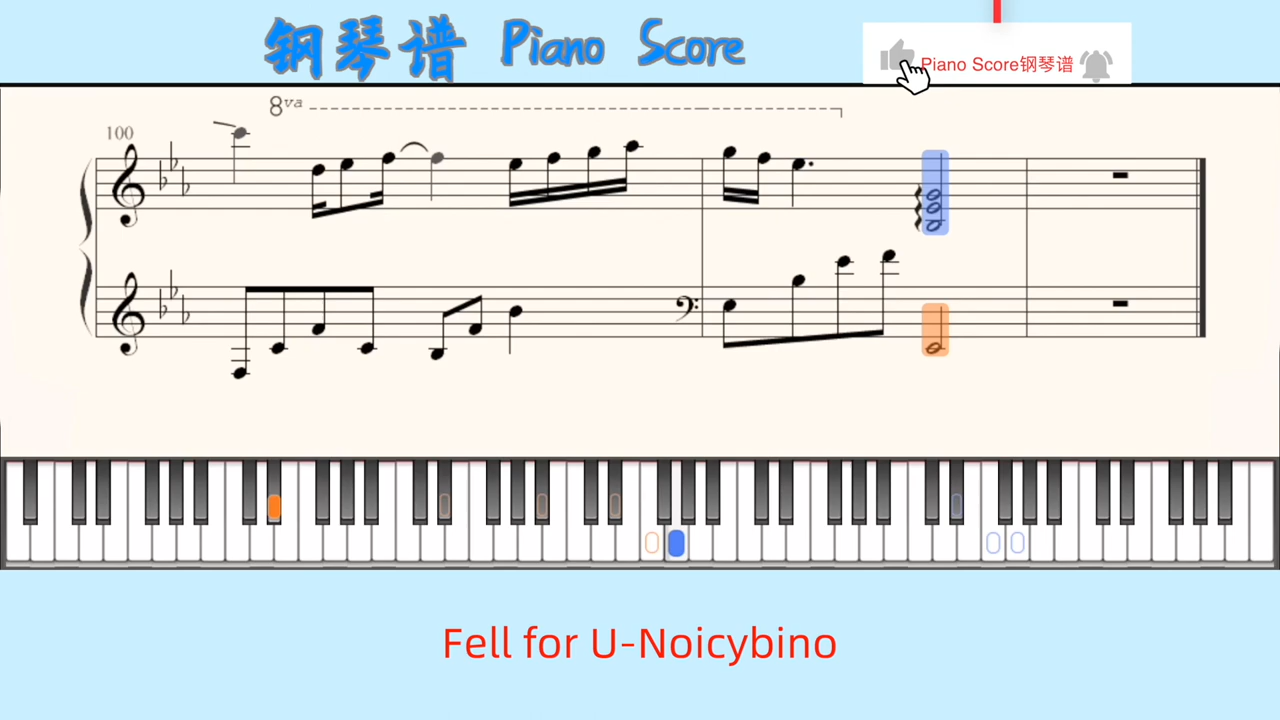 钢琴谱 Piano Score
Piano Score钢琴谱
8va
100
Fell for U-Noicybino